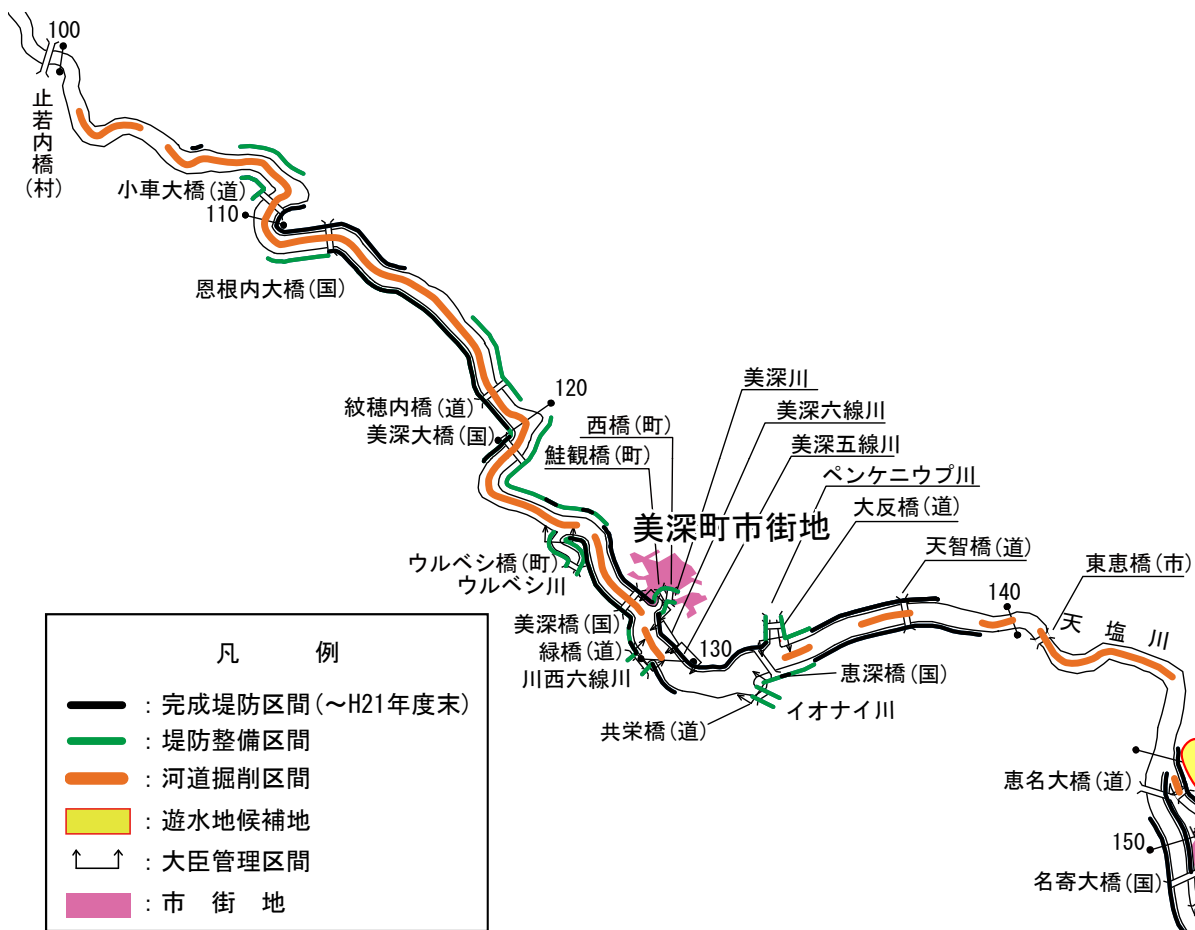 100
止若内橋(村)
小車大橋(道)
110
恩根内大橋(国)
120
紋穂内橋(道)
美深大橋(国)
美深川
西橋(町)
美深六線川
鮭観橋(町)
美深五線川
ペンケニウプ川
大反橋(道)
美深町市街地
天智橋(道)
東恵橋(市)
ウルベシ橋(町)
ウルベシ川
140
天塩川
美深橋(国)
緑橋(道)
130
川西六線川
恵深橋(国)
イオナイ川
共栄橋(道)
恵名大橋(道)
150
名寄大橋(国)
凡 例
:完成堤防区間(～H21年度末)
:堤防整備区間
:河道掘削区間
:遊水地候補地
:大臣管理区間
:市 街 地